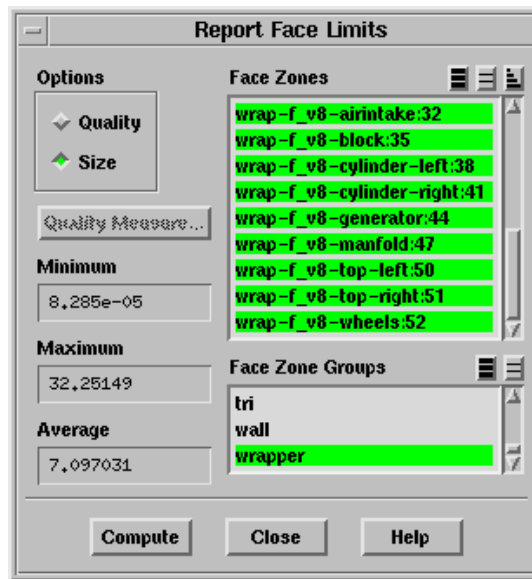 Report Face Limits
Options
Quality
Size
Quality Measure...
Minimum
8.285e-05
Maximum
32.25149
Average
7.097031
Face Zones
wrap-f_v8-airintake:32
wrap-f_v8-block:35
wrap-f_v8-cylinder-left:38
wrap-f_v8-cylinder-right:41
wrap-f_v8-generator:44
wrap-f_v8-manfold:47
wrap-f_v8-top-left:50
wrap-f_v8-top-right:51
wrap-f_v8-wheels:52
Face Zone Groups
tri
wall
wrapper
Compute
Close
Help